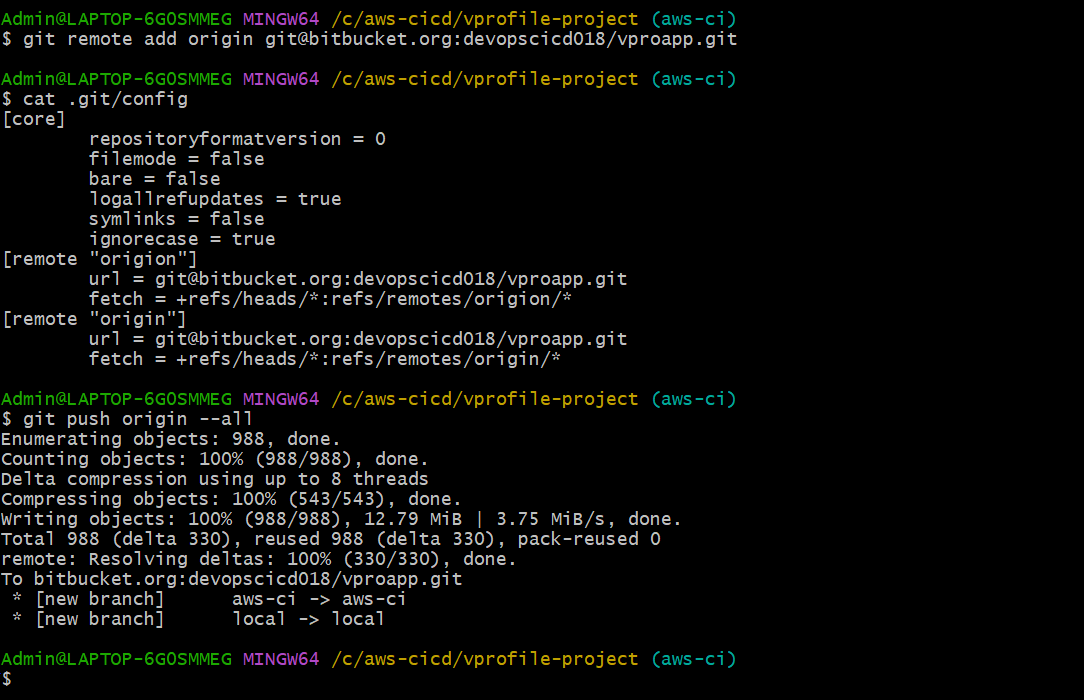 Admin@LAPTOP-6G0SMMEG MINGW64 /c/aws-cicd/vprofile-project (aws-ci)
$ git remote add origin git@bitbucket.org:devopscicd018/vproapp.git
Admin@LAPTOP-6G0SMMEG MINGW64 /c/aws-cicd/vprofile-project (aws-ci)
$ cat .git/config
[core]
        repositoryformatversion = 0
        filemode = false
        bare = false
        logallrefupdates = true
        symlinks = false
        ignorecase = true
[remote "origion"]
        url = git@bitbucket.org:devopscicd018/vproapp.git
        fetch = +refs/heads/*:refs/remotes/origion/*
[remote "origin"]
        url = git@bitbucket.org:devopscicd018/vproapp.git
        fetch = +refs/heads/*:refs/remotes/origin/*
Admin@LAPTOP-6G0SMMEG MINGW64 /c/aws-cicd/vprofile-project (aws-ci)
$ git push origin --all
Enumerating objects: 988, done.
Counting objects: 100% (988/988), done.
Delta compression using up to 8 threads
Compressing objects: 100% (543/543), done.
Writing objects: 100% (988/988), 12.79 MiB | 3.75 MiB/s, done.
Total 988 (delta 330), reused 988 (delta 330), pack-reused 0
remote: Resolving deltas: 100% (330/330), done.
To bitbucket.org:devopscicd018/vproapp.git
 * [new branch]      aws-ci -> aws-ci
 * [new branch]      local -> local
Admin@LAPTOP-6G0SMMEG MINGW64 /c/aws-cicd/vprofile-project (aws-ci)
$